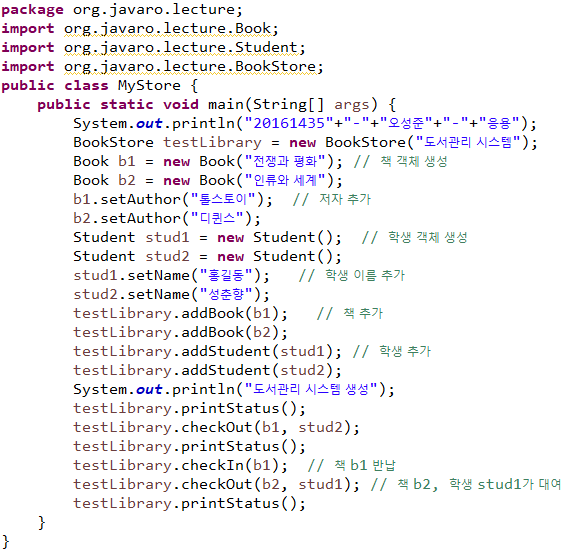 package org.javaro.lecture;
import org.javaro.lecture.Book;
import org.javaro.lecture.Student;
import org.javaro.lecture.BookStore;
public class MyStore {
    public static void main(String[] args) {
        System.out.println("20161435"+"-"+"오성준"+"-"+"응용");
        BookStore testLibrary = new BookStore("도서관리 시스템");
        Book b1 = new Book("전쟁과 평화"); // 책 객체 생성
        Book b2 = new Book("인류와 세계");
        b1.setAuthor("톨스토이");  // 저자 추가
        b2.setAuthor("디퀸스");
        Student stud1 = new Student();  // 학생 객체 생성
        Student stud2 = new Student();
        stud1.setName("홍길동");   // 학생 이름 추가
        stud2.setName("성춘향");
        testLibrary.addBook(b1);   // 책 추가
        testLibrary.addBook(b2);
        testLibrary.addStudent(stud1); // 학생 추가
        testLibrary.addStudent(stud2);
        System.out.println("도서관리 시스템 생성");
        testLibrary.printStatus();
        testLibrary.checkOut(b1, stud2);
        testLibrary.printStatus();
        testLibrary.checkIn(b1);  // 책 b1 반납
        testLibrary.checkOut(b2, stud1); // 책 b2, 학생 stud1가 대여
        testLibrary.printStatus();
    }
}